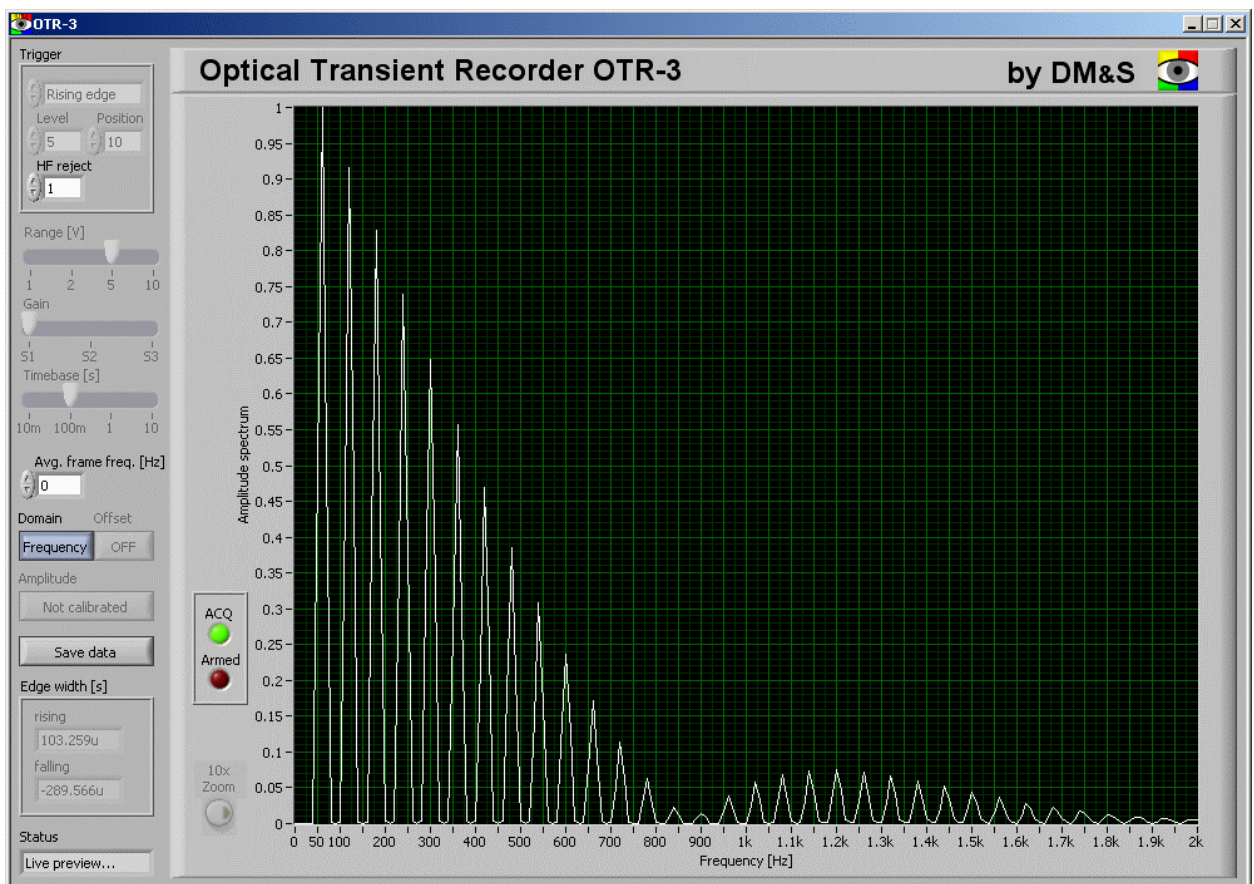 OTR-3
Trigger
Rising edge
Level Position
5 10
HF reject
1
Range [V]
1 2 5 10
Gain
S1 S2 S3
Timebase [s]
10m 100m 1 10
Avg. frame freq. [Hz]
0
Domain Offset
Frequency OFF
Amplitude
Not calibrated
Save data
Edge width [s]
rising
103.259u
falling
-289.566u
Status
Live preview...
Optical Transient Recorder OTR-3 by DM&S
1
0.95
0.9
0.85
0.8
0.75
0.7
0.65
0.6
0.55
0.5
0.45
0.4
0.35
0.3
0.25
0.2
0.15
0.1
0.05
0
Amplitude spectrum
ACQ
Armed
10x
Zoom
0 50 100 200 300 400 500 600 700 800 900 1k 1.1k 1.2k 1.3k 1.4k 1.5k 1.6k 1.7k 1.8k 1.9k 2k
Frequency [Hz]